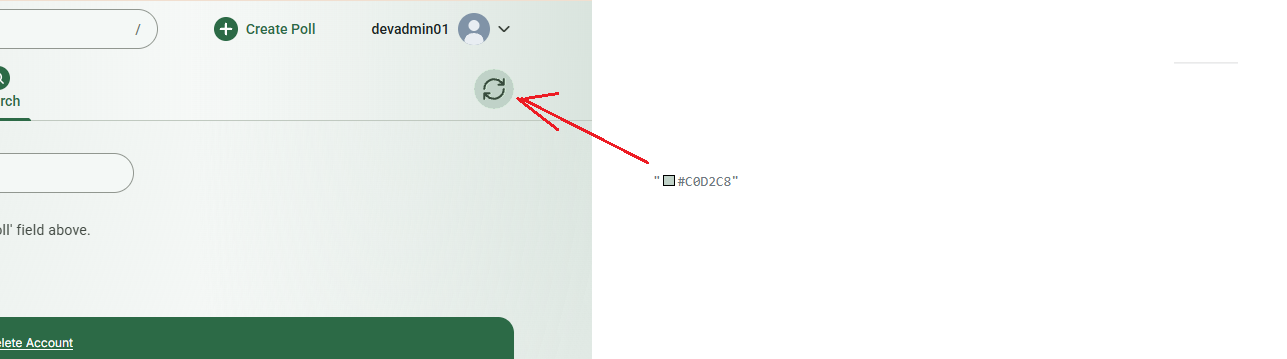 /
Create Poll
devadmin01
rch
"#C0D2C8"
oll' field above.
elete Account